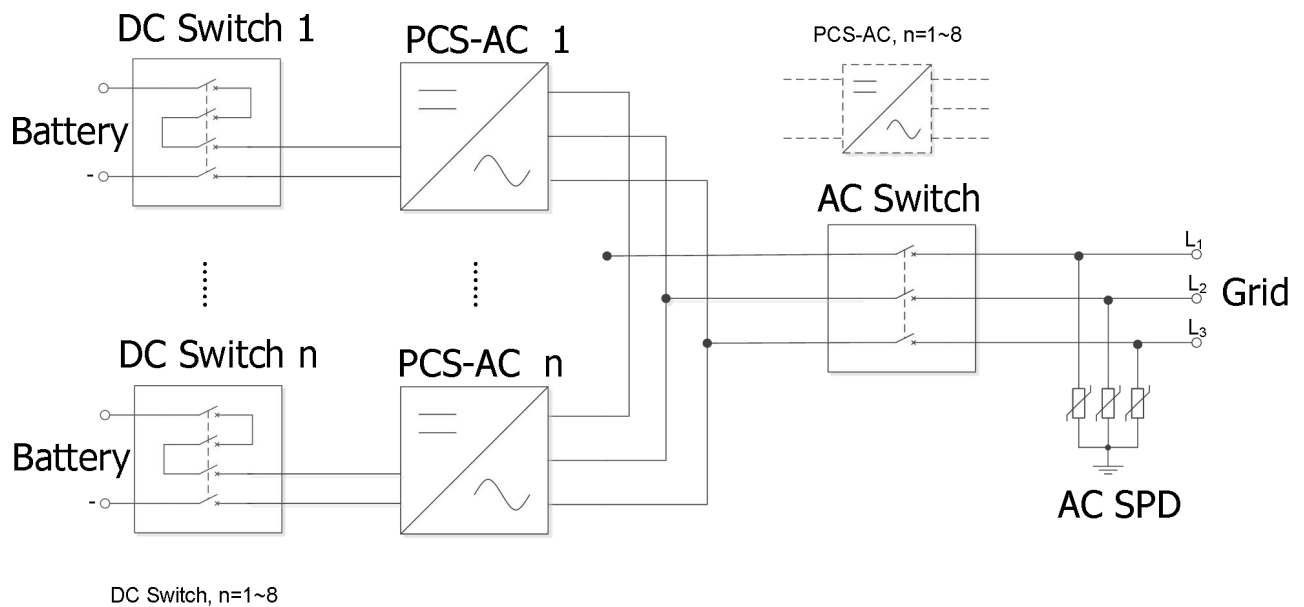 DC Switch 1
PCS-AC 1
PCS-AC, n=1~8
Battery
-
AC Switch
L1
L2
Grid
L3
DC Switch n
PCS-AC n
Battery
-
AC SPD
DC Switch, n=1~8